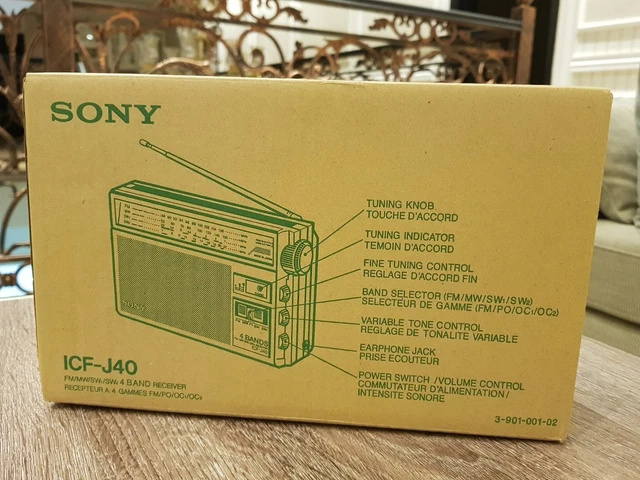 SONY
TUNING KNOB
TOUCHE D'ACCORD
TUNING INDICATOR
TEMOIN D'ACCORD
FINE TUNING CONTROL
REGLAGE D'ACCORD FIN
BAND SELECTOR (FM/MW/SW₁/SW₂)
SELECTEUR DE GAMME (FM/PO/OC₁/OC₂)
VARIABLE TONE CONTROL
REGLAGE DE TONALITE VARIABLE
EARPHONE JACK
PRISE ECOUTEUR
POWER SWITCH /VOLUME CONTROL
COMMUTATEUR D'ALIMENTATION/
INTENSITE SONORE
SONY
4 BANDS
ICF-J40
FM/MW/SW₁/SW₂ 4 BAND RECEIVER
RECEPTEUR A 4 GAMMES FM/PO/OC₁/OC₂
3-901-001-02